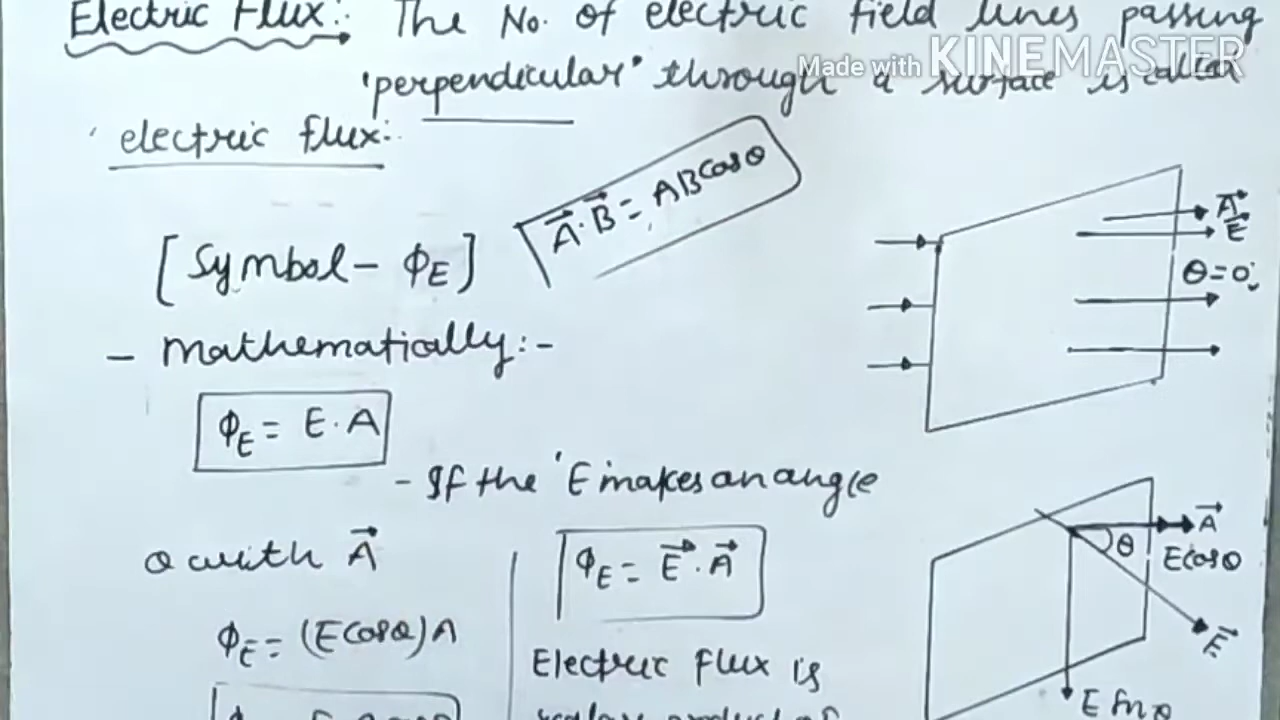 Electric Flux:. The No. of electric field lines passing
'perpendicular' through a surface is called
Made with KINEMASTER
electric flux:.
A⃗·B⃗ = ABcosθ
[Symbol - ϕE]
- Mathematically:-
ϕE = E·A
- If the 'E makes an angle
θ with A⃗
ϕE = (Ecosθ)A
ϕE = E⃗·A⃗
Electric flux is
A⃗
E⃗
θ=0°
A⃗
θ
Ecosθ
E⃗